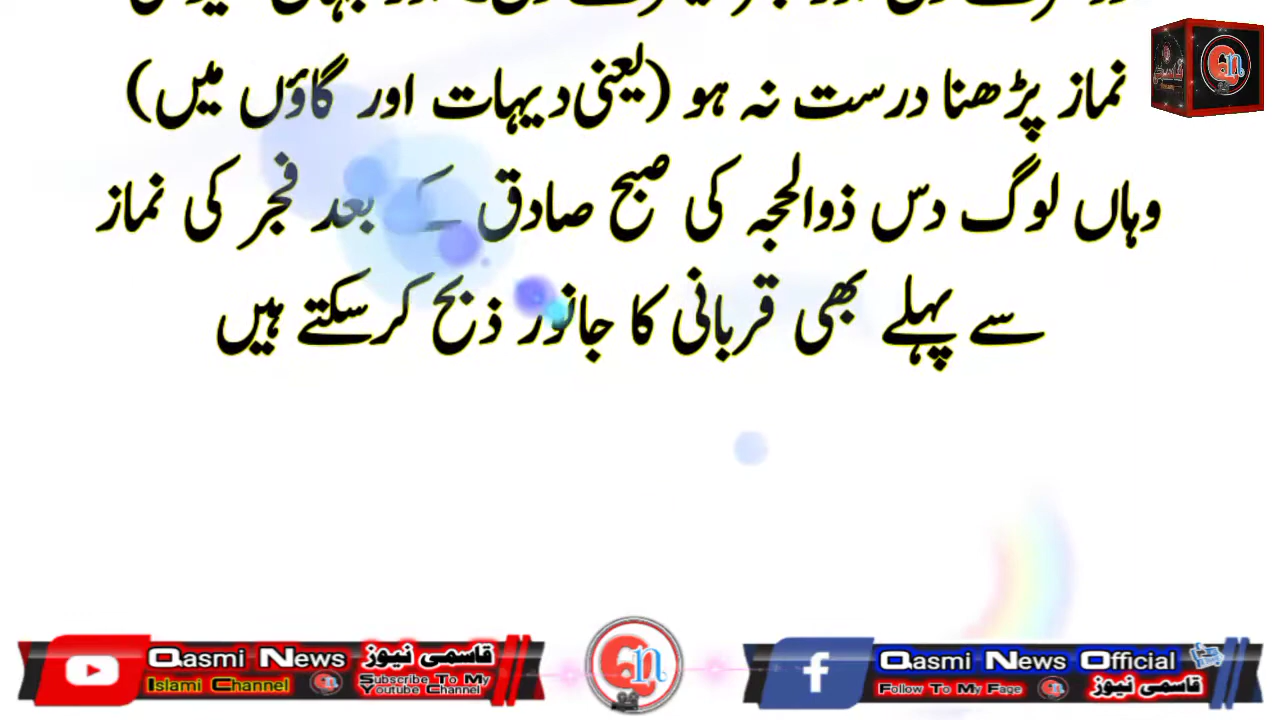 نماز پڑھنا درست نہ ہو (یعنی دیہات اور گاؤں میں)
وہاں لوگ دس ذوالحجہ کی صبح صادق کے بعد فجر کی نماز
سے پہلے بھی قربانی کا جانور ذبح کرسکتے ہیں
Qasmi News قاسمی نیوز
Islami Channel
Subscribe To My
Youtube Channel
Qasmi News Official
Follow To My Fage
قاسمی نیوز